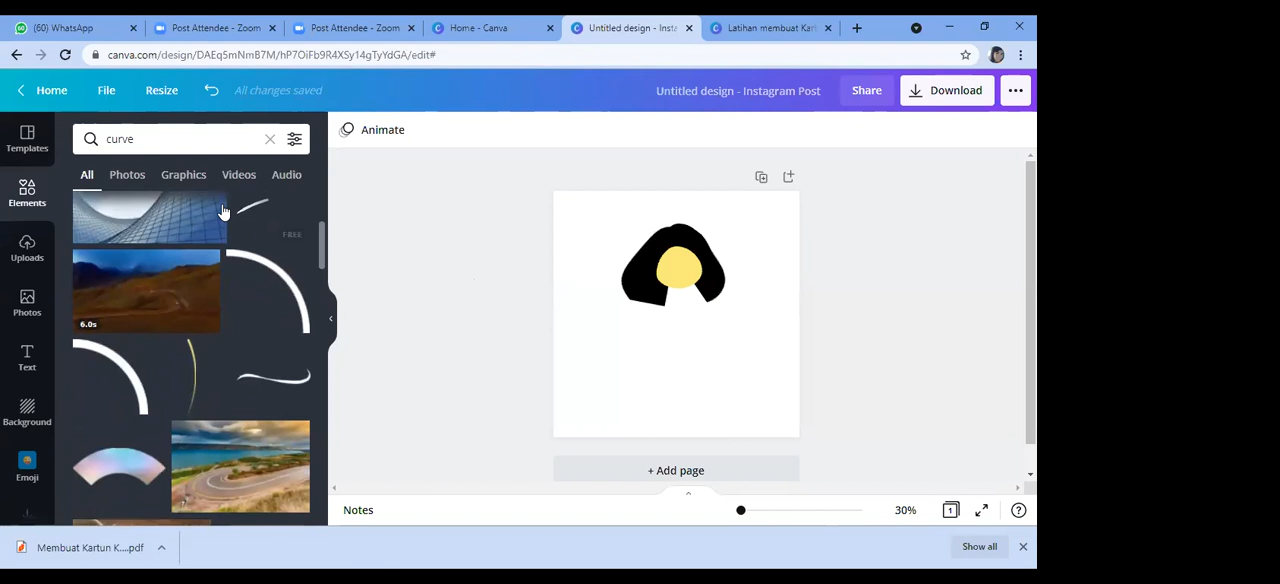 (60) WhatsApp
Post Attendee - Zoom
Post Attendee - Zoom
Home - Canva
Untitled design - Insta
Latihan membuat Kart
canva.com/design/DAEq5mNmB7M/hP7OiFb9R4XSy14gTyYdGA/edit#
Home
File
Resize
All changes saved
Untitled design - Instagram Post
Share
Download
Templates
Elements
Uploads
Photos
Text
Background
Emoji
curve
All
Photos
Graphics
Videos
Audio
FREE
6.0s
Animate
+ Add page
Notes
30%
1
Membuat Kartun K....pdf
Show all